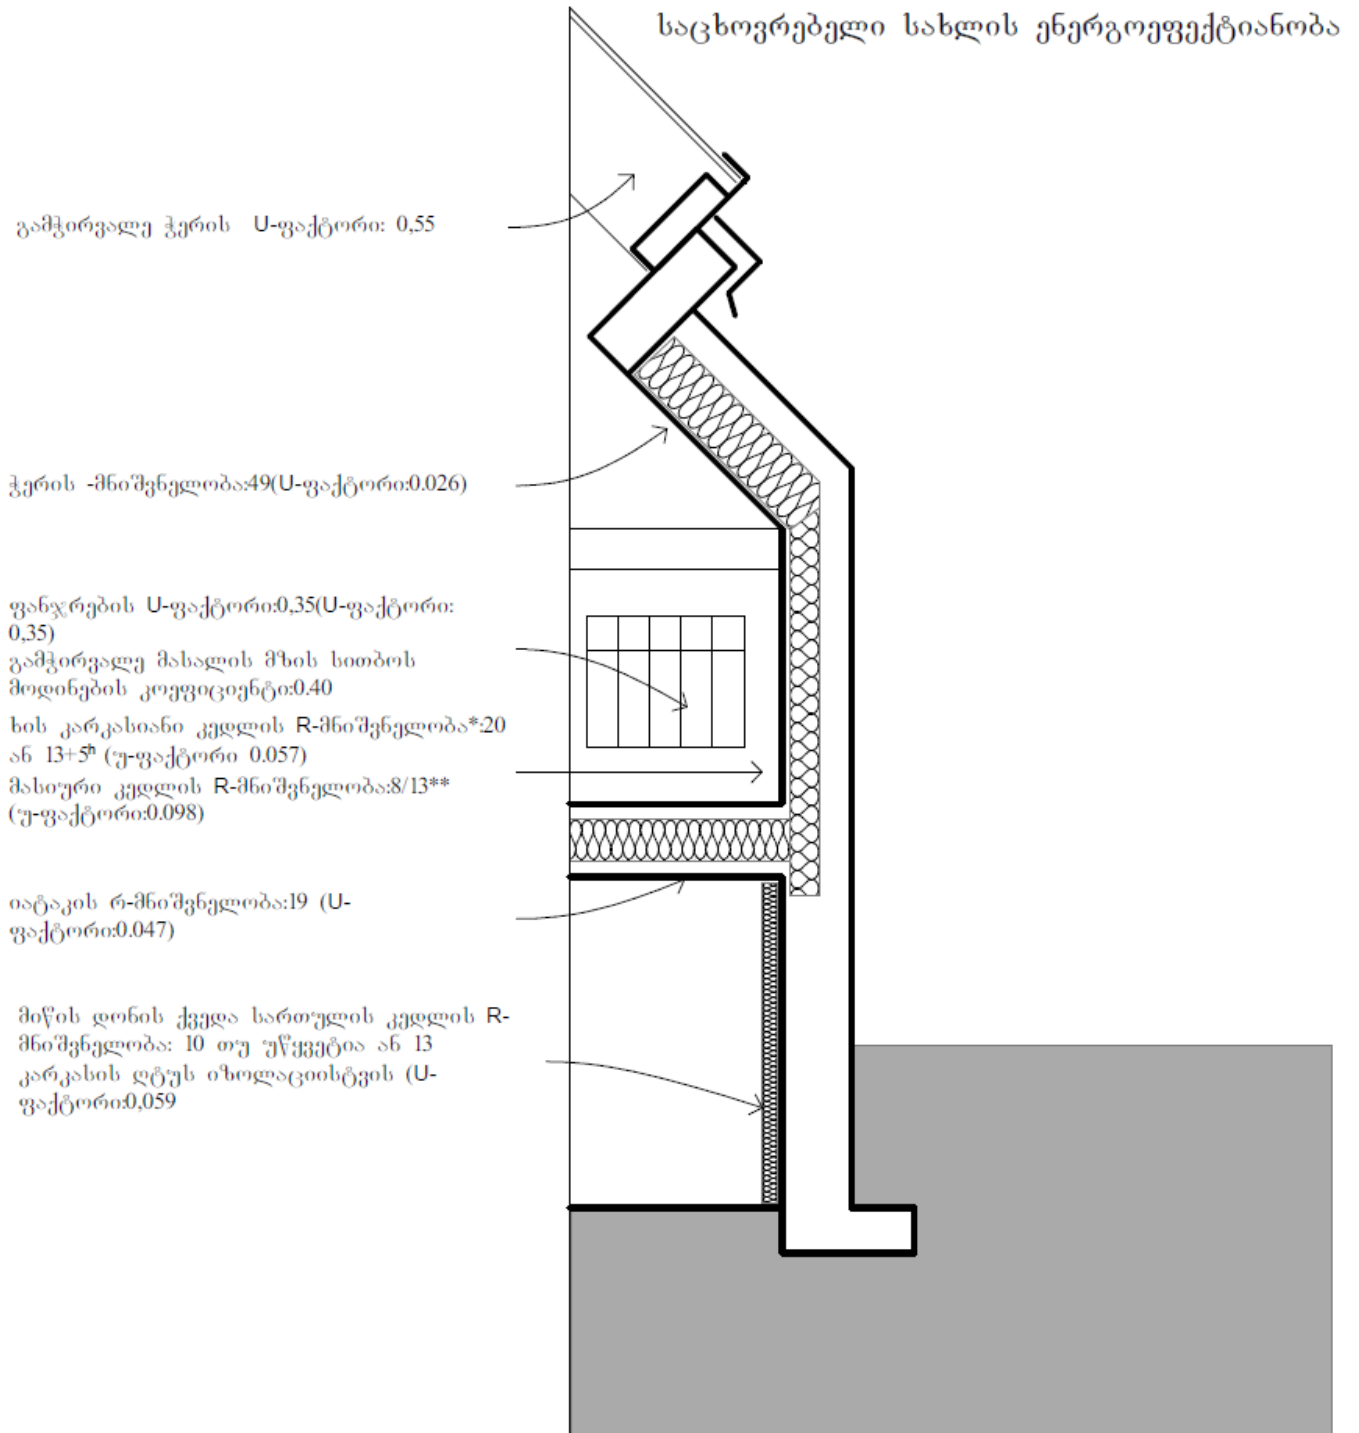 საცხოვრებელი სახლის ენერგოეფექტიანობა
გამჭირვალე ჭერის U-ფაქტორი: 0,55
ჭერის -მნიშვნელობა:49(U-ფაქტორი:0.026)
ფანჯრების U-ფაქტორი:0,35(U-ფაქტორი:
0,35)
გამჭირვალე მასალის მზის სითბოს
მოდინების კოეფიციენტი:0.40
ხის კარკასიანი კედლის R-მნიშვნელობა*:20
ან 13+5ʰ (უ-ფაქტორი 0.057)
მასიური კედლის R-მნიშვნელობა:8/13**
(უ-ფაქტორი:0.098)
იატაკის რ-მნიშვნელობა:19 (U-
ფაქტორი:0.047)
მიწის დონის ქვედა სართულის კედლის R-
მნიშვნელობა: 10 თუ უწყვეტია ან 13
კარკასის ღტუს იზოლაციისტვის (U-
ფაქტორი:0,059